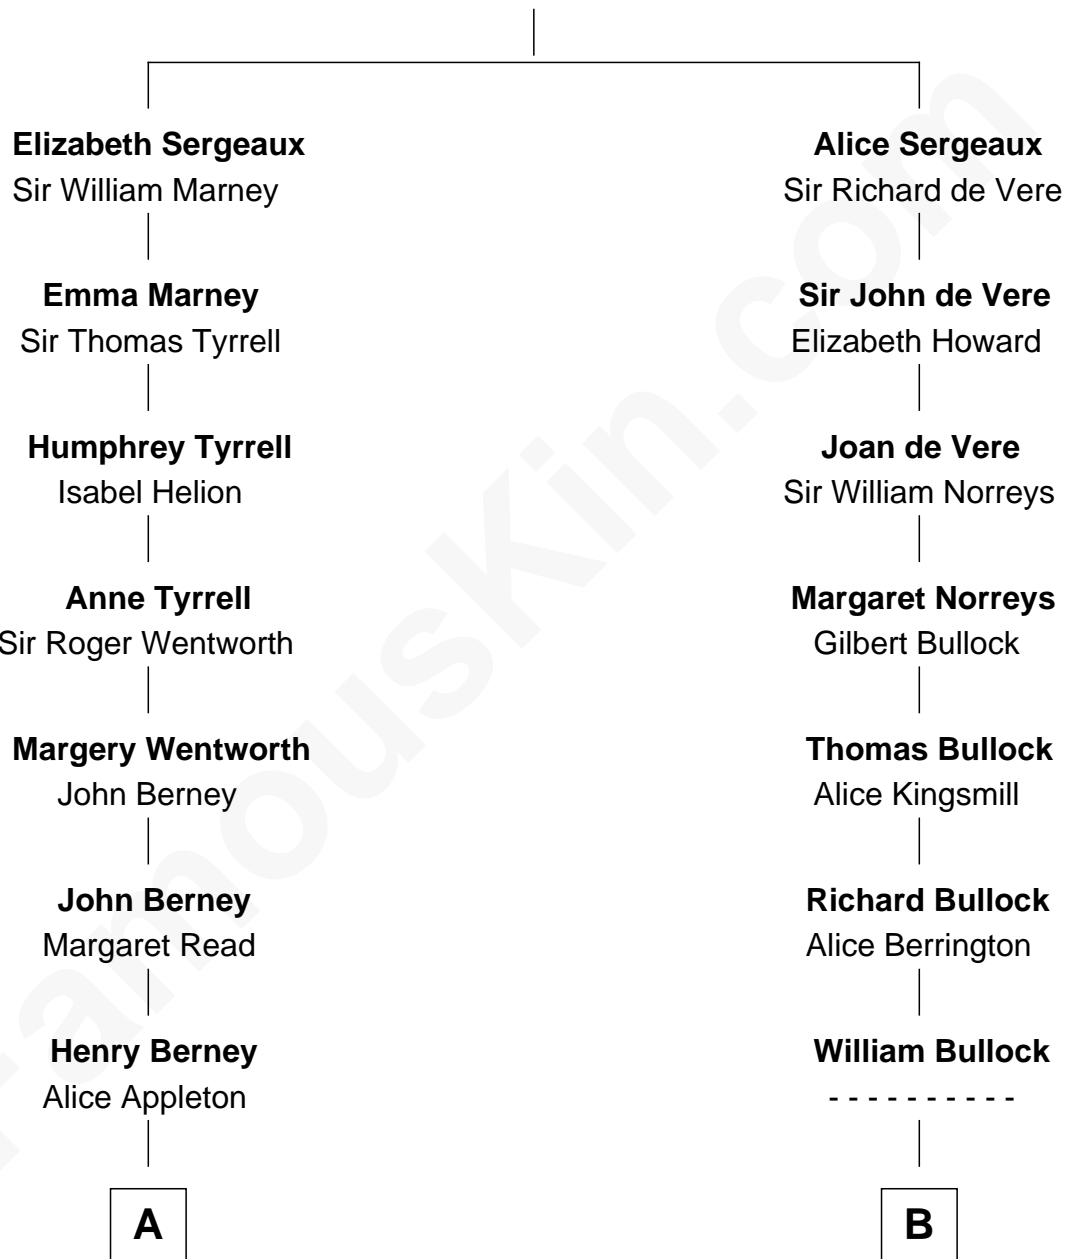 Elizabeth Sergeaux
Sir William Marney
Emma Marney
Sir Thomas Tyrrell
Humphrey Tyrrell
Isabel Helion
Anne Tyrrell
Sir Roger Wentworth
Margery Wentworth
John Berney
John Berney
Margaret Read
Henry Berney
Alice Appleton
A
Alice Sergeaux
Sir Richard de Vere
Sir John de Vere
Elizabeth Howard
Joan de Vere
Sir William Norreys
Margaret Norreys
Gilbert Bullock
Thomas Bullock
Alice Kingsmill
Richard Bullock
Alice Berrington
William Bullock
- - - - - - - - - -
B
FamousKin.com